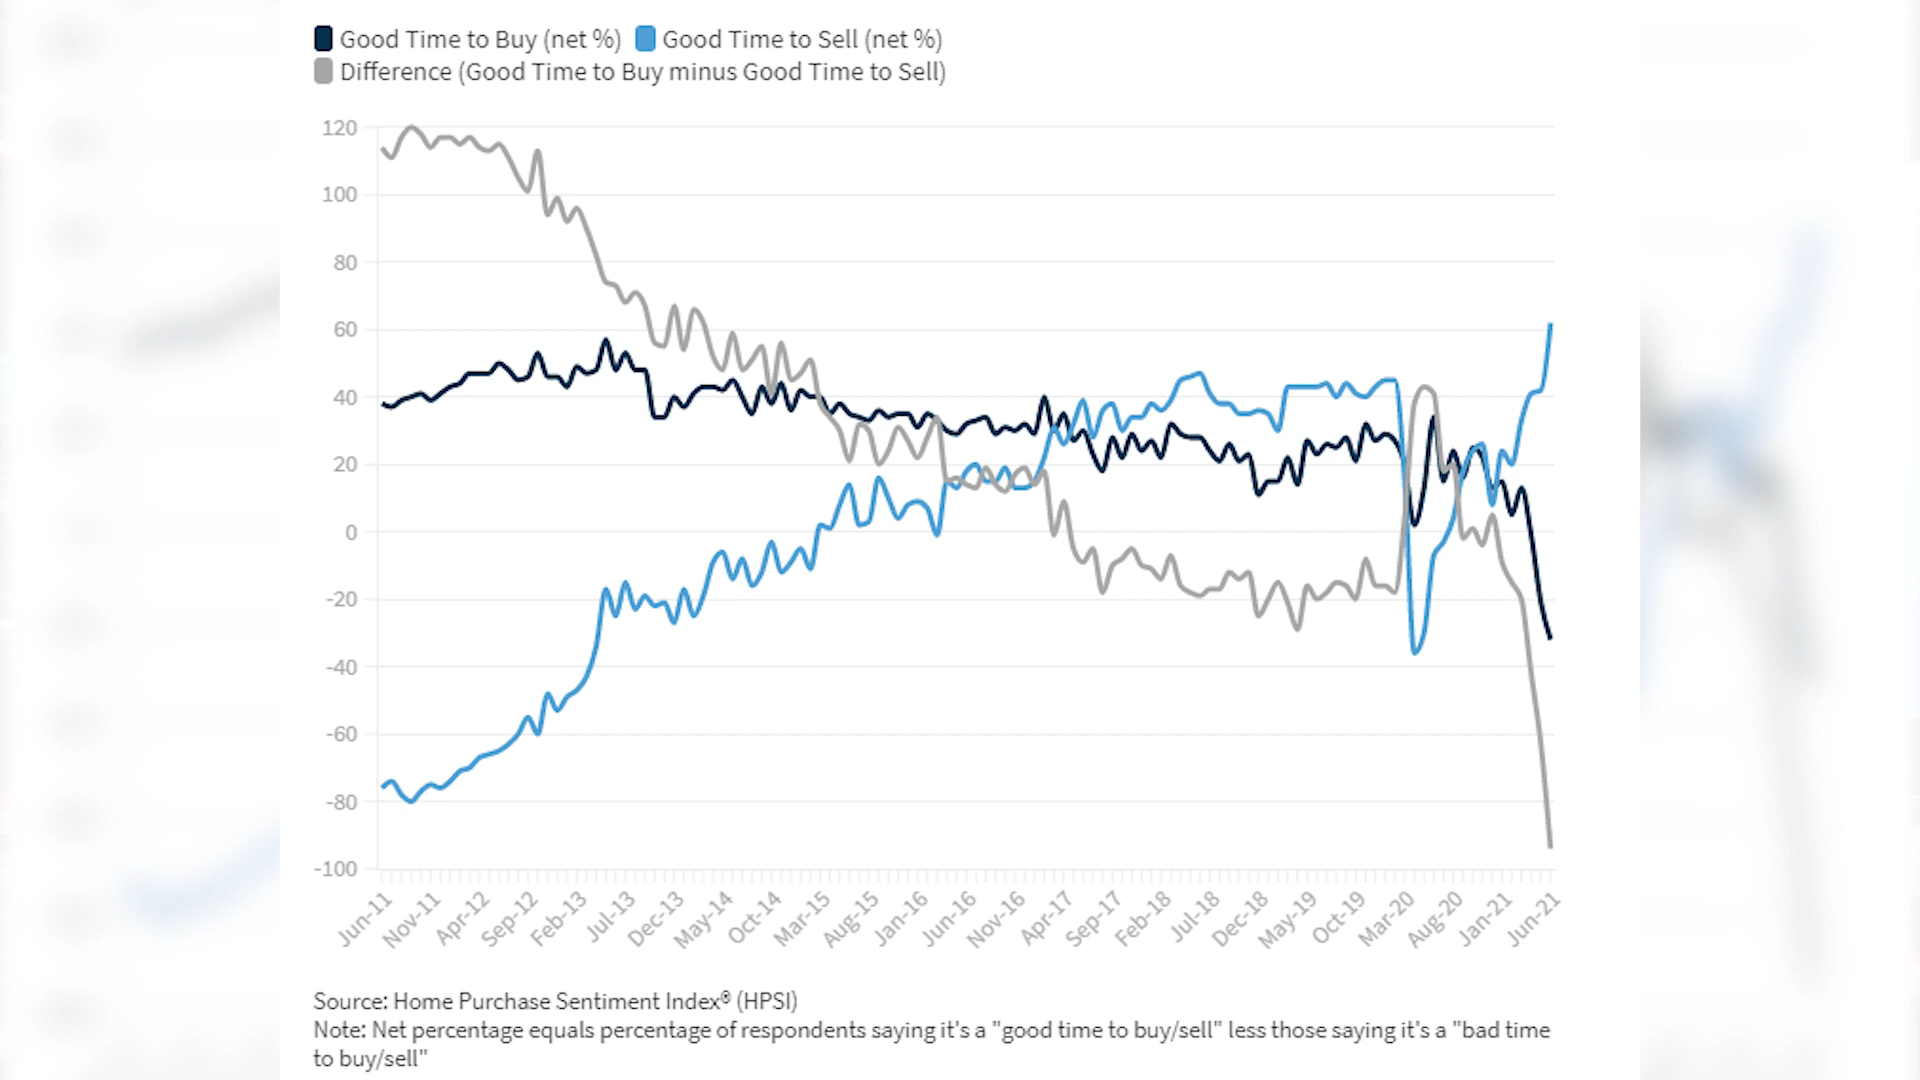 Good Time to Buy (net %) Good Time to Sell (net %)
Difference (Good Time to Buy minus Good Time to Sell)
120
100
80
60
40
20
0
-20
-40
-60
-80
-100
Jun-11 Nov-11 Apr-12 Sep-12 Feb-13 Jul-13 Dec-13 May-14 Oct-14 Mar-15 Aug-15 Jan-16 Jun-16 Nov-16 Apr-17 Sep-17 Feb-18 Jul-18 Dec-18 May-19 Oct-19 Mar-20 Aug-20 Jan-21 Jun-21
Source: Home Purchase Sentiment Index® (HPSI)
Note: Net percentage equals percentage of respondents saying it's a "good time to buy/sell" less those saying it's a "bad time
to buy/sell"